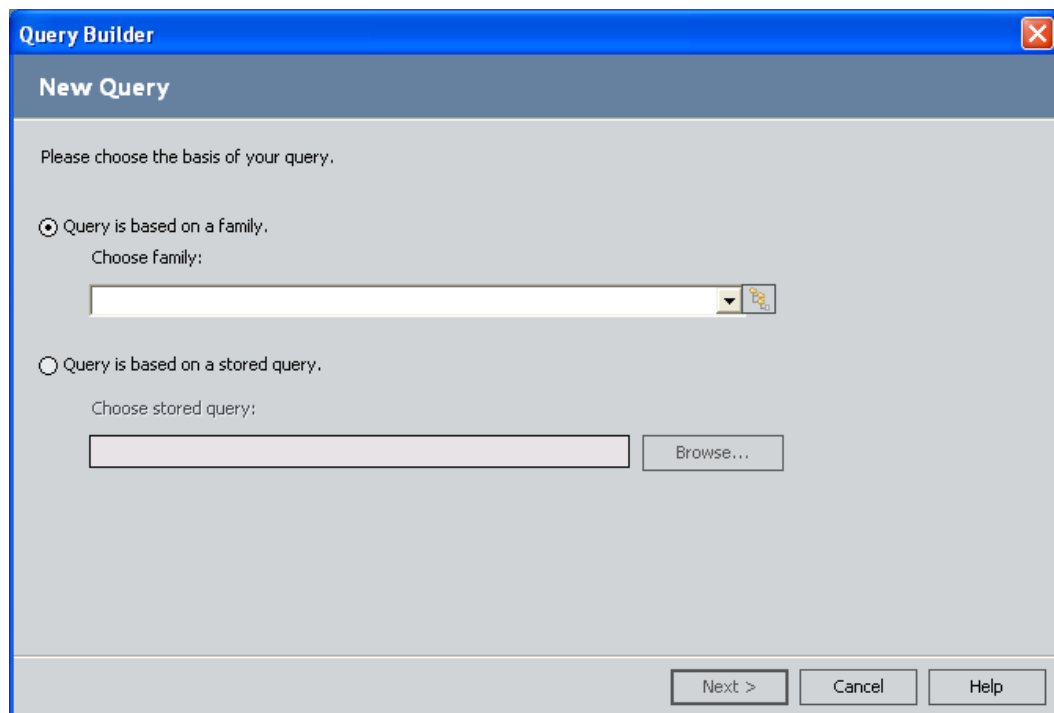 Query Builder
New Query
Please choose the basis of your query.
Query is based on a family.
Choose family:
Query is based on a stored query.
Choose stored query:
Browse...
Next > Cancel Help